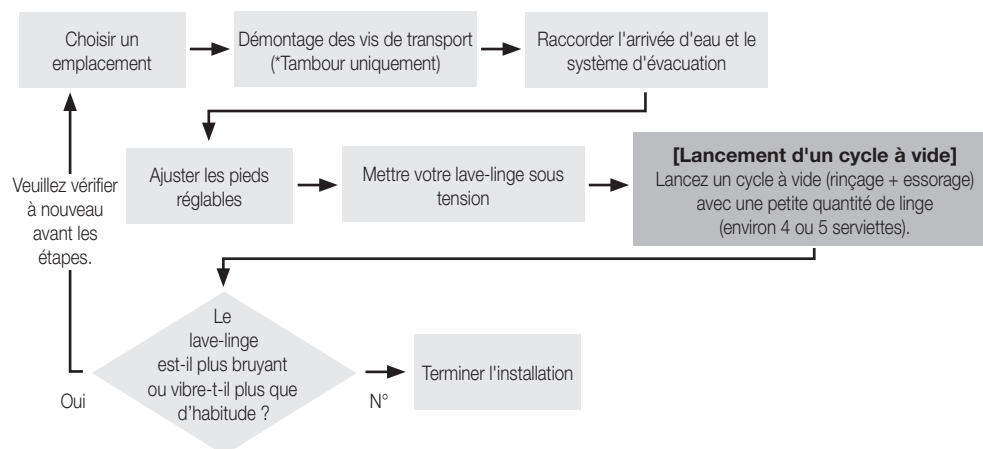 Choisir un
emplacement
Démontage des vis de transport
(*Tambour uniquement)
Raccorder l'arrivée d'eau et le
système d'évacuation
Ajuster les pieds
réglables
Mettre votre lave-linge sous
tension
[Lancement d'un cycle à vide]
Lancez un cycle à vide (rinçage + essorage)
avec une petite quantité de linge
(environ 4 ou 5 serviettes).
Veuillez vérifier
à nouveau
avant les
étapes.
Le
lave-linge
est-il plus bruyant
ou vibre-t-il plus que
d’habitude ?
Oui
N°
Terminer l'installation